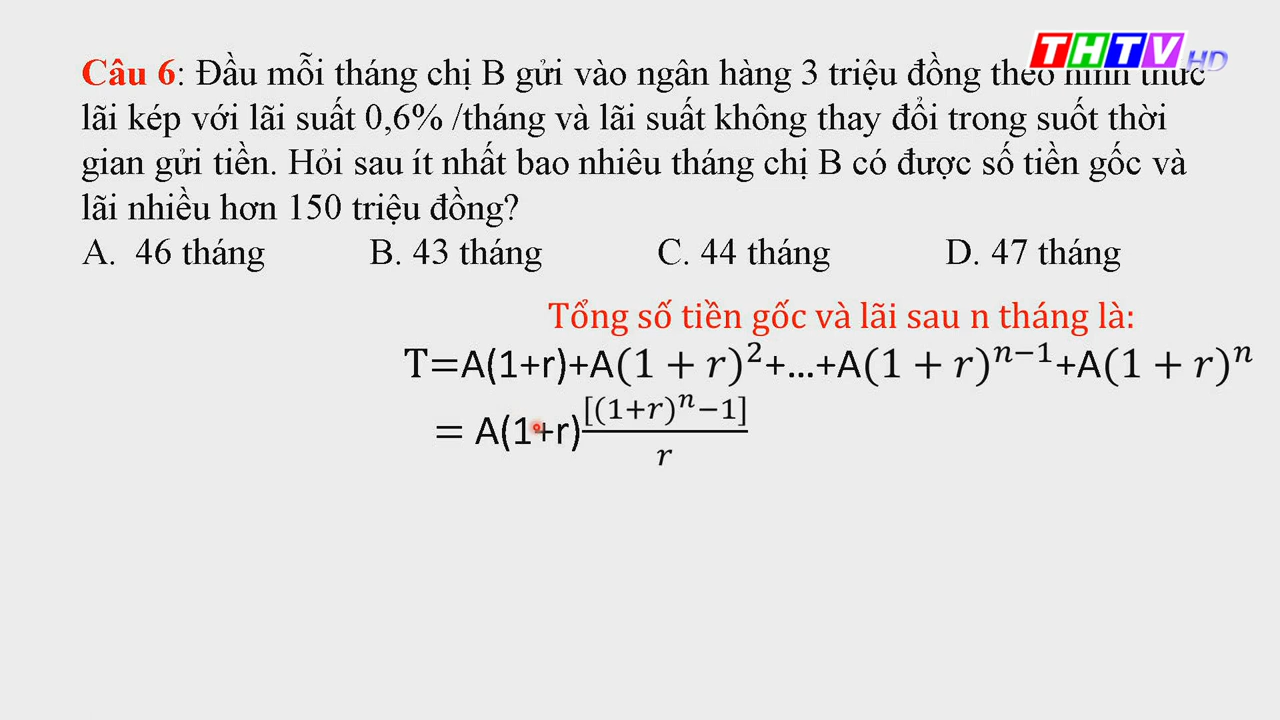 THTV HD
Câu 6: Đầu mỗi tháng chị B gửi vào ngân hàng 3 triệu đồng theo hình thức
lãi kép với lãi suất 0,6% /tháng và lãi suất không thay đổi trong suốt thời
gian gửi tiền. Hỏi sau ít nhất bao nhiêu tháng chị B có được số tiền gốc và
lãi nhiều hơn 150 triệu đồng?
A. 46 tháng B. 43 tháng C. 44 tháng D. 47 tháng
Tổng số tiền gốc và lãi sau n tháng là:
T=A(1+r)+A(1 + r)²+...+A(1 + r)ⁿ⁻¹+A(1 + r)ⁿ
= A(1+r)[(1+r)ⁿ−1]/r